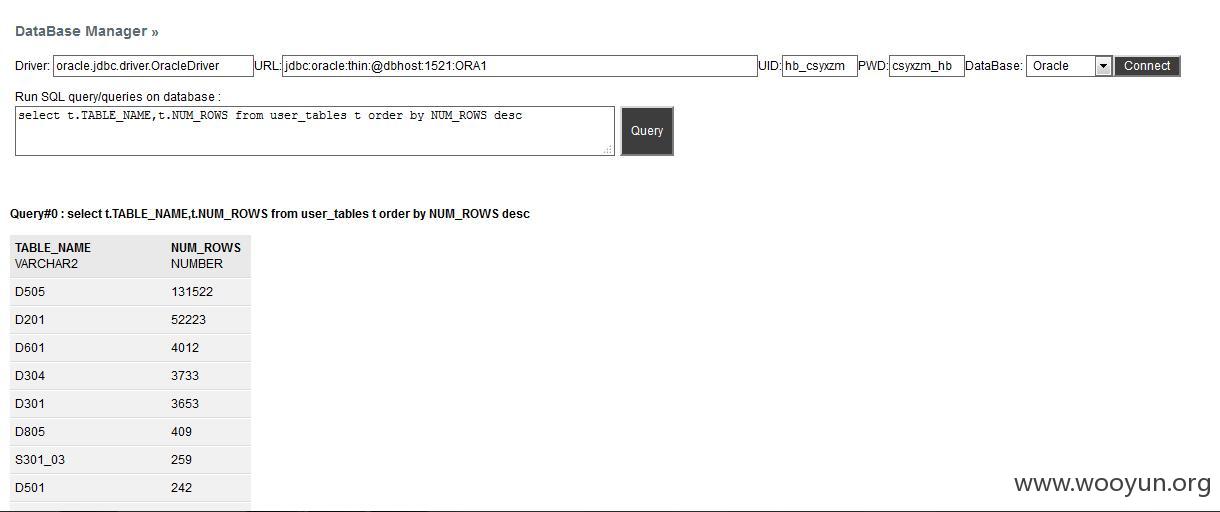 DataBase Manager »
Driver: oracle.jdbc.driver.OracleDriver URL: jdbc:oracle:thin:@dbhost:1521:ORA1 UID: hb_csyxzm PWD: csyxzm_hb DataBase: Oracle Connect
Run SQL query/queries on database :
select t.TABLE_NAME,t.NUM_ROWS from user_tables t order by NUM_ROWS desc
Query
Query#0 : select t.TABLE_NAME,t.NUM_ROWS from user_tables t order by NUM_ROWS desc
TABLE_NAME NUM_ROWS
VARCHAR2 NUMBER
D505 131522
D201 52223
D601 4012
D304 3733
D301 3653
D805 409
S301_03 259
D501 242
www.wooyun.org